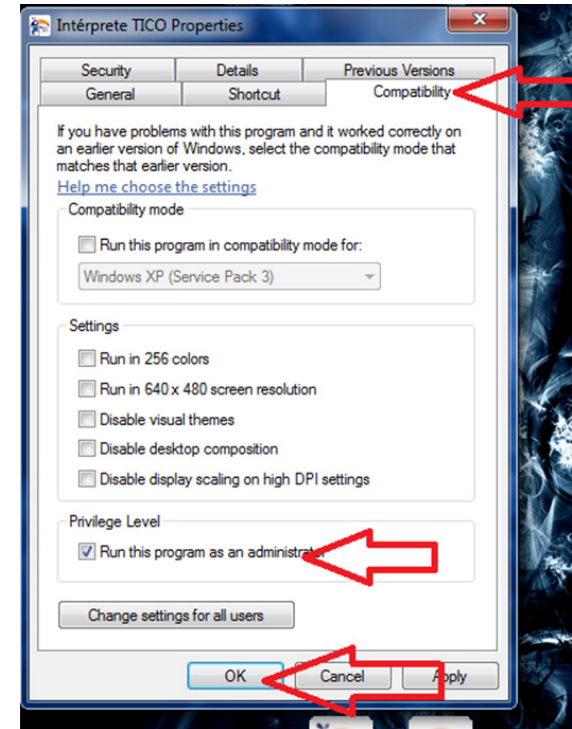 Intérprete TICO Properties
Security Details Previous Versions
General Shortcut Compatibility
If you have problems with this program and it worked correctly on
an earlier version of Windows, select the compatibility mode that
matches that earlier version.
Help me choose the settings
Compatibility mode
Run this program in compatibility mode for:
Windows XP (Service Pack 3)
Settings
Run in 256 colors
Run in 640 x 480 screen resolution
Disable visual themes
Disable desktop composition
Disable display scaling on high DPI settings
Privilege Level
Run this program as an administrator
Change settings for all users
OK Cancel Apply